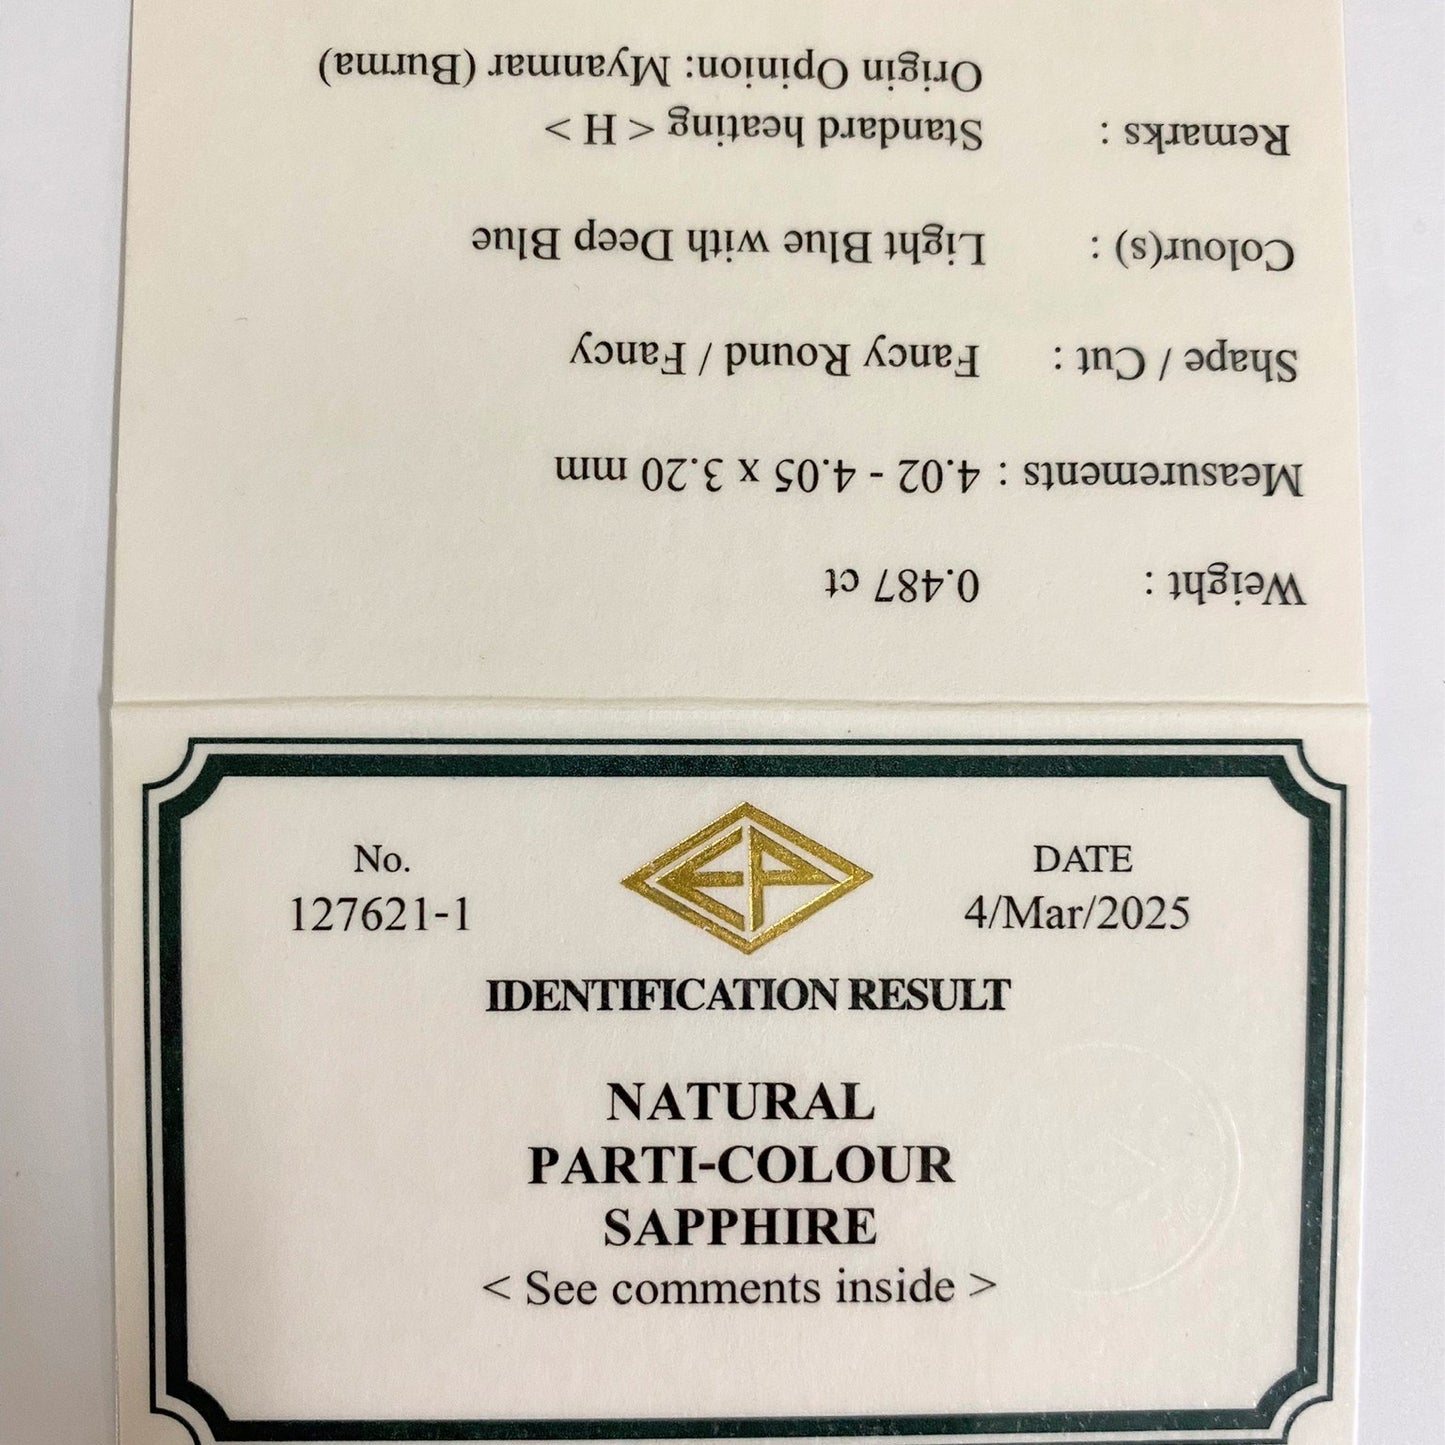 Weight : 0.487 ct
Measurements : 4.02 - 4.05 x 3.20 mm
Shape / Cut : Fancy Round / Fancy
Colour(s) : Light Blue with Deep Blue
Remarks : Standard heating < H >
Origin Opinion: Myanmar (Burma)
EP
No. DATE
127621-1 4/Mar/2025
IDENTIFICATION RESULT
NATURAL
PARTI-COLOUR
SAPPHIRE
< See comments inside >